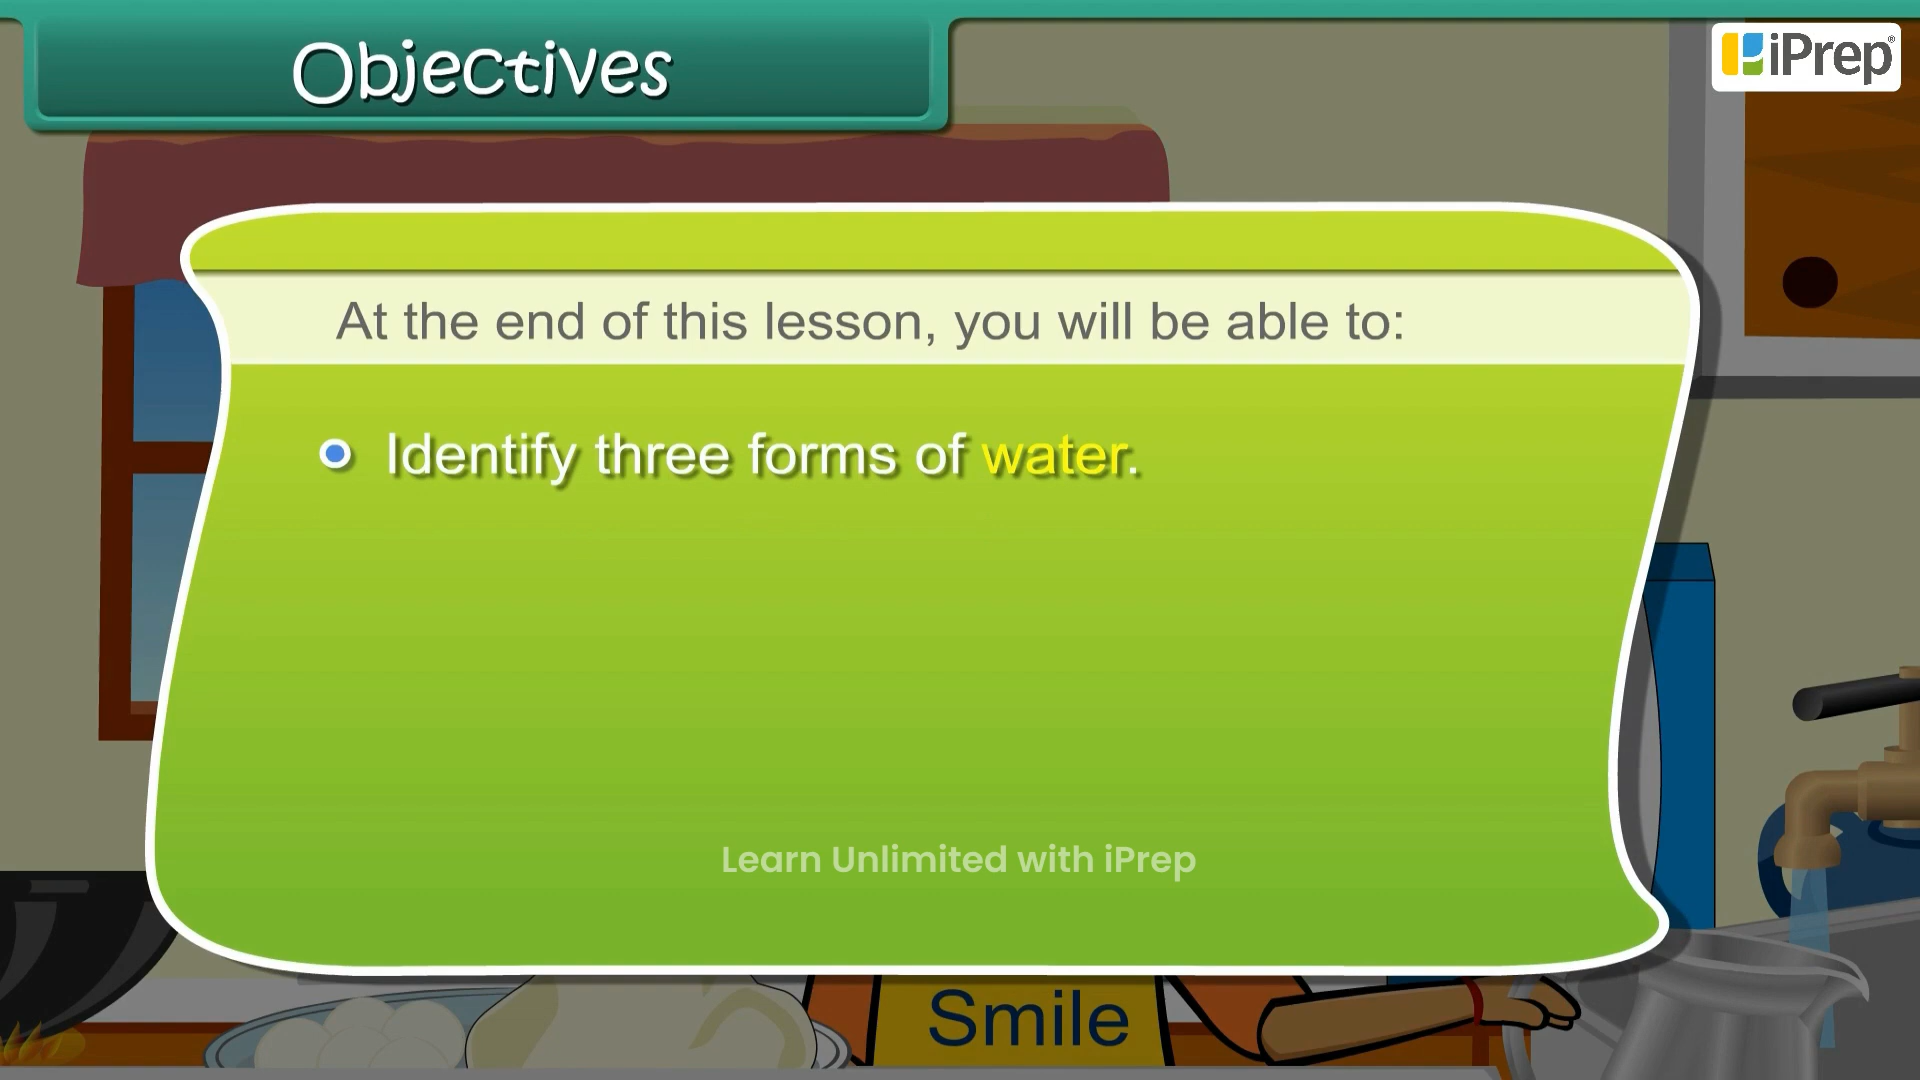 Objectives
iPrep®
At the end of this lesson, you will be able to:
Identify three forms of water.
Learn Unlimited with iPrep
Smile